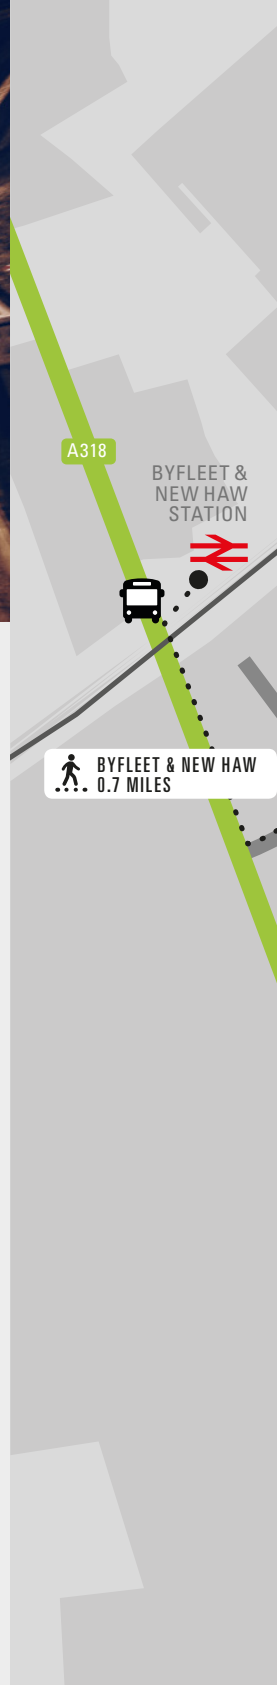 A318
BYFLEET &
NEW HAW
STATION
BYFLEET & NEW HAW
0.7 MILES